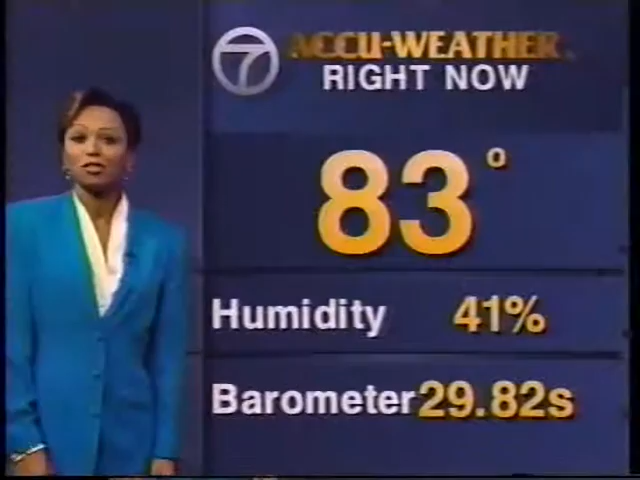 7 ACCU-WEATHER
RIGHT NOW
83°
Humidity 41%
Barometer 29.82s